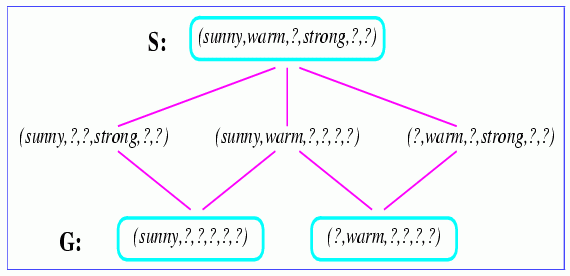 S: (sunny,warm,?,strong,?,?)
(sunny,?,?,strong,?,?) (sunny,warm,?,?,?,?) (?,warm,?,strong,?,?)
G: (sunny,?,?,?,?,?) (?,warm,?,?,?,?)